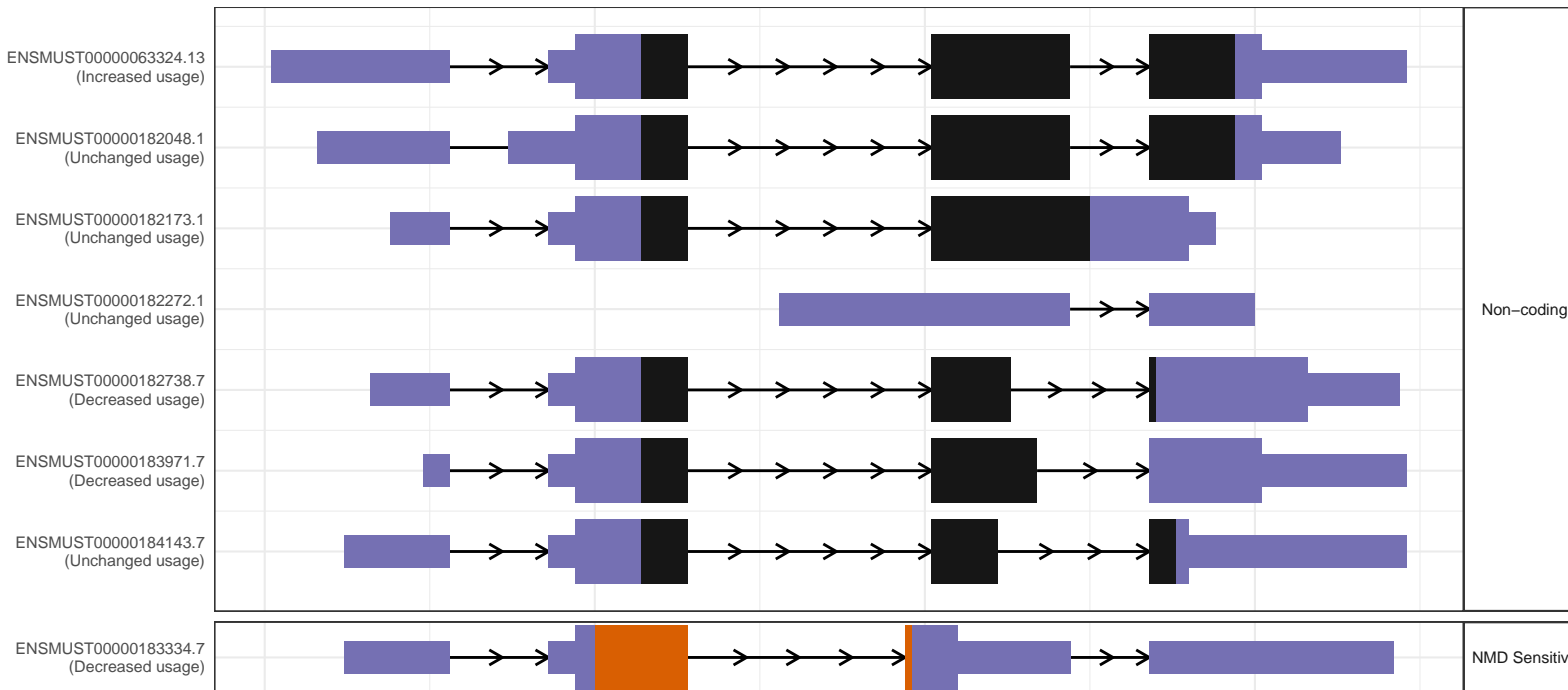 ENSMUST00000063324.13
(Increased usage)
ENSMUST00000182048.1
(Unchanged usage)
ENSMUST00000182173.1
(Unchanged usage)
ENSMUST00000182272.1
(Unchanged usage)
Non−coding
ENSMUST00000182738.7
(Decreased usage)
ENSMUST00000183971.7
(Decreased usage)
ENSMUST00000184143.7
(Unchanged usage)
ENSMUST00000183334.7
(Decreased usage)
NMD Sensitiv